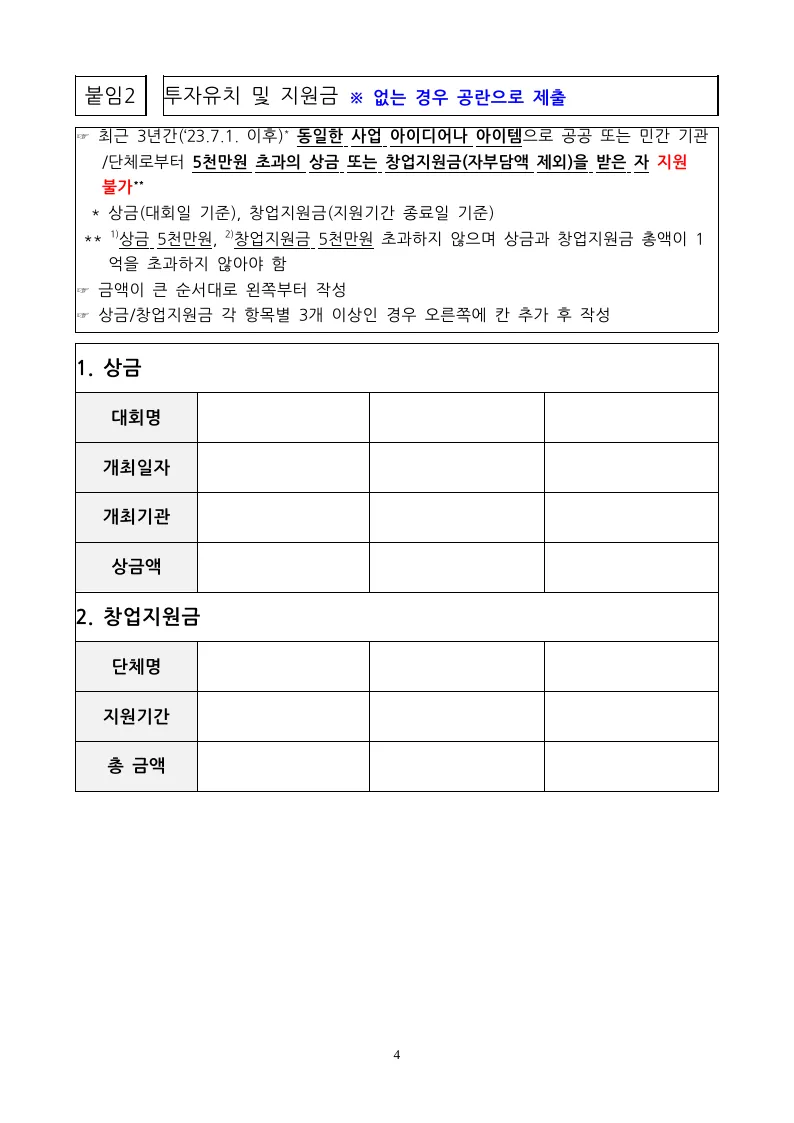 붙임2 투자유치 및 지원금 ※ 없는 경우 공란으로 제출
☞ 최근 3년간(‘23.7.1. 이후)* 동일한 사업 아이디어나 아이템으로 공공 또는 민간 기관
/단체로부터 5천만원 초과의 상금 또는 창업지원금(자부담액 제외)을 받은 자 지원
불가**
* 상금(대회일 기준), 창업지원금(지원기간 종료일 기준)
** 1)상금 5천만원, 2)창업지원금 5천만원 초과하지 않으며 상금과 창업지원금 총액이 1
억을 초과하지 않아야 함
☞ 금액이 큰 순서대로 왼쪽부터 작성
☞ 상금/창업지원금 각 항목별 3개 이상인 경우 오른쪽에 칸 추가 후 작성
1. 상금
대회명
개최일자
개최기관
상금액
2. 창업지원금
단체명
지원기간
총 금액
4